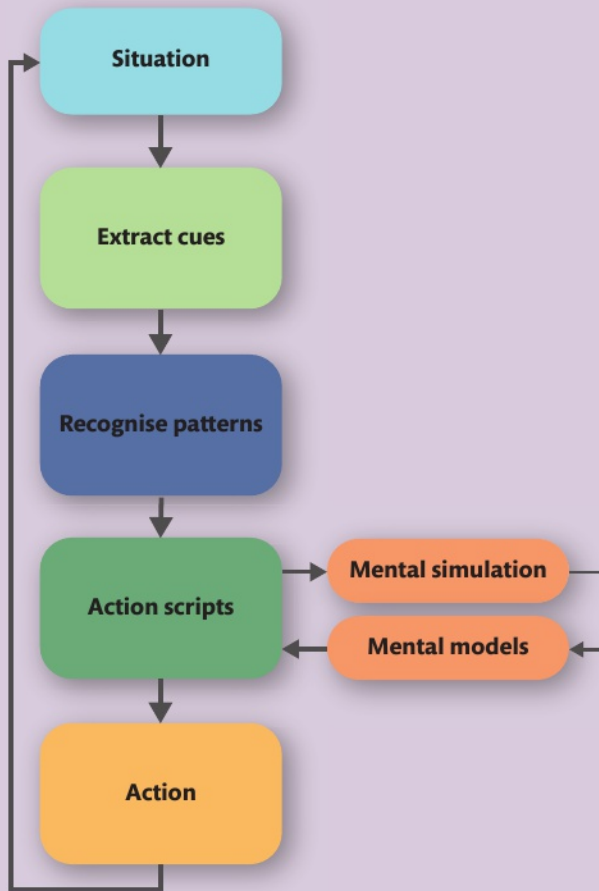 Situation
Extract cues
Recognise patterns
Action scripts
Mental simulation
Mental models
Action